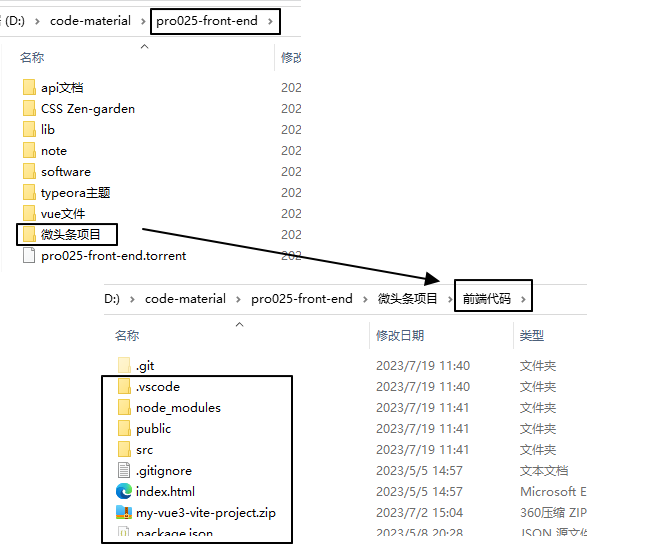 (D:) > code-material > pro025-front-end >
名称 修改
api文档 202
CSS Zen-garden 202
lib 202
note 202
software 202
typeora主题 202
vue文件 202
微头条项目 202
pro025-front-end.torrent 202
D:) > code-material > pro025-front-end > 微头条项目 > 前端代码 >
名称 修改日期 类型
.git 2023/7/19 11:40 文件夹
.vscode 2023/7/19 11:40 文件夹
node_modules 2023/7/19 11:41 文件夹
public 2023/7/19 11:41 文件夹
src 2023/7/19 11:41 文件夹
.gitignore 2023/5/5 14:57 文本文档
index.html 2023/5/5 14:57 Microsoft E
my-vue3-vite-project.zip 2023/7/2 15:04 360压缩 ZIP
package.json 2023/5/8 20:28 JSON 源文件